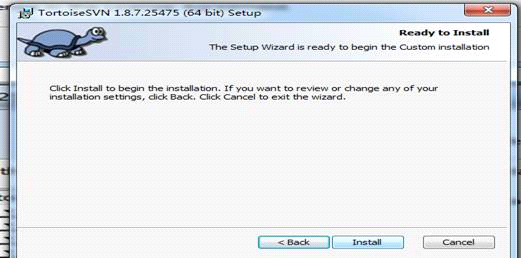 TortoiseSVN 1.8.7.25475 (64 bit) Setup
Ready to Install
The Setup Wizard is ready to begin the Custom installation
Click Install to begin the installation. If you want to review or change any of your
installation settings, click Back. Click Cancel to exit the wizard.
< Back
Install
Cancel